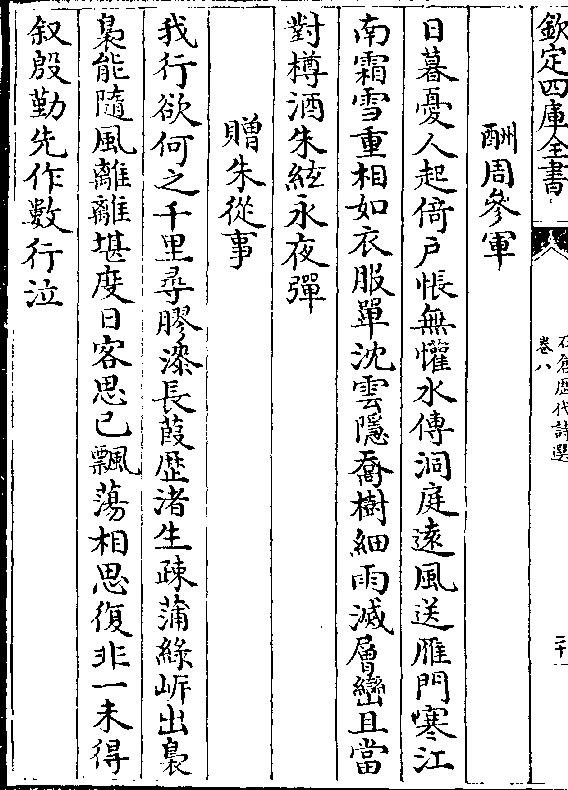 欽定四庫全書
石倉歴代詩選
卷八
二十一
酬周參軍
日暮憂人起倚户悵無懽水傳洞庭遠風送雁門寒江
南霜雪重相如衣服單沈雲隱喬樹細雨滅層巒且當
對樽酒朱絃永夜彈
贈朱從事
我行欲何之千里尋膠漆長葭歴渚生疎蒲緣㟁出裊
裊能隨風離離堪度日客思已飄蕩相思復非一未得
叙殷勤先作數行泣